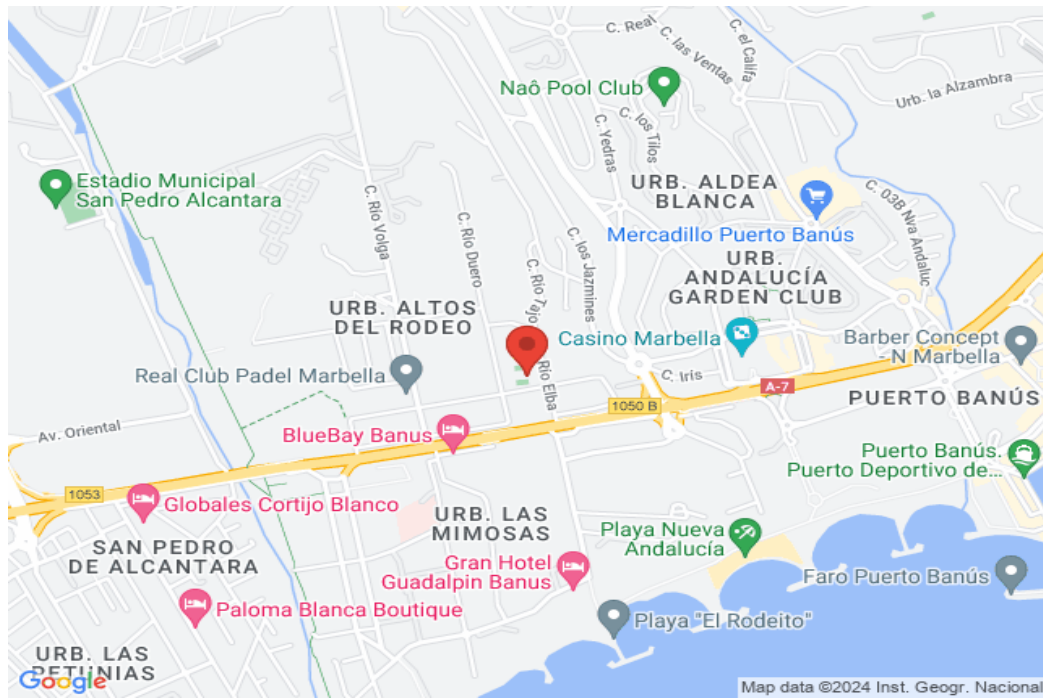 C. Real
C. las Ventas
C. el Califa
Naô Pool Club
Urb. la Alzambra
C. los Tilos
C. Yedras
Estadio Municipal
San Pedro Alcantara
URB. ALDEA
BLANCA
C. 03B Nva Andaluc
Mercadillo Puerto Banús
C. Río Volga
C. Río Duero
C. Río Tajo
C. los Jazmines
URB.
ANDALUCÍA
GARDEN CLUB
URB. ALTOS
DEL RODEO
Casino Marbella
Barber Concept
- N Marbella
Real Club Padel Marbella
Río Elba
C. Iris
A-7
1050 B
PUERTO BANÚS
Av. Oriental
BlueBay Banus
Puerto Banús.
Puerto Deportivo de...
1053
Globales Cortijo Blanco
URB. LAS
MIMOSAS
Playa Nueva
Andalucía
SAN PEDRO
DE ALCANTARA
Gran Hotel
Guadalpin Banus
Faro Puerto Banús
Paloma Blanca Boutique
Playa "El Rodeito"
URB. LAS
PETUNIAS
Google
Map data ©2024 Inst. Geogr. Nacional